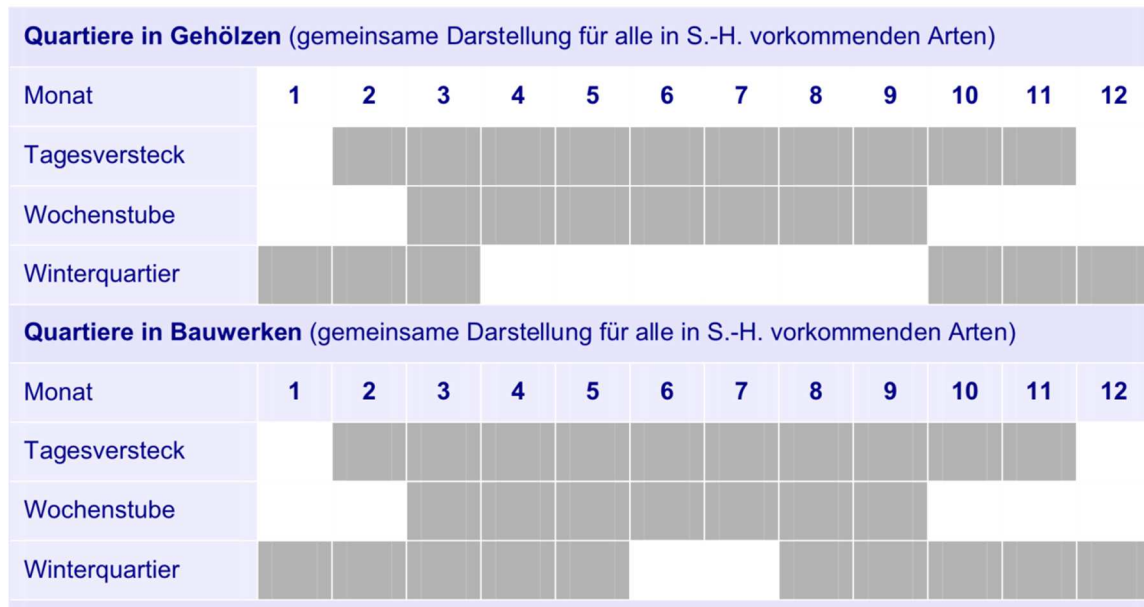 Quartiere in Gehölzen (gemeinsame Darstellung für alle in S.-H. vorkommenden Arten)
Monat 1 2 3 4 5 6 7 8 9 10 11 12
Tagesversteck
Wochenstube
Winterquartier
Quartiere in Bauwerken (gemeinsame Darstellung für alle in S.-H. vorkommenden Arten)
Monat 1 2 3 4 5 6 7 8 9 10 11 12
Tagesversteck
Wochenstube
Winterquartier